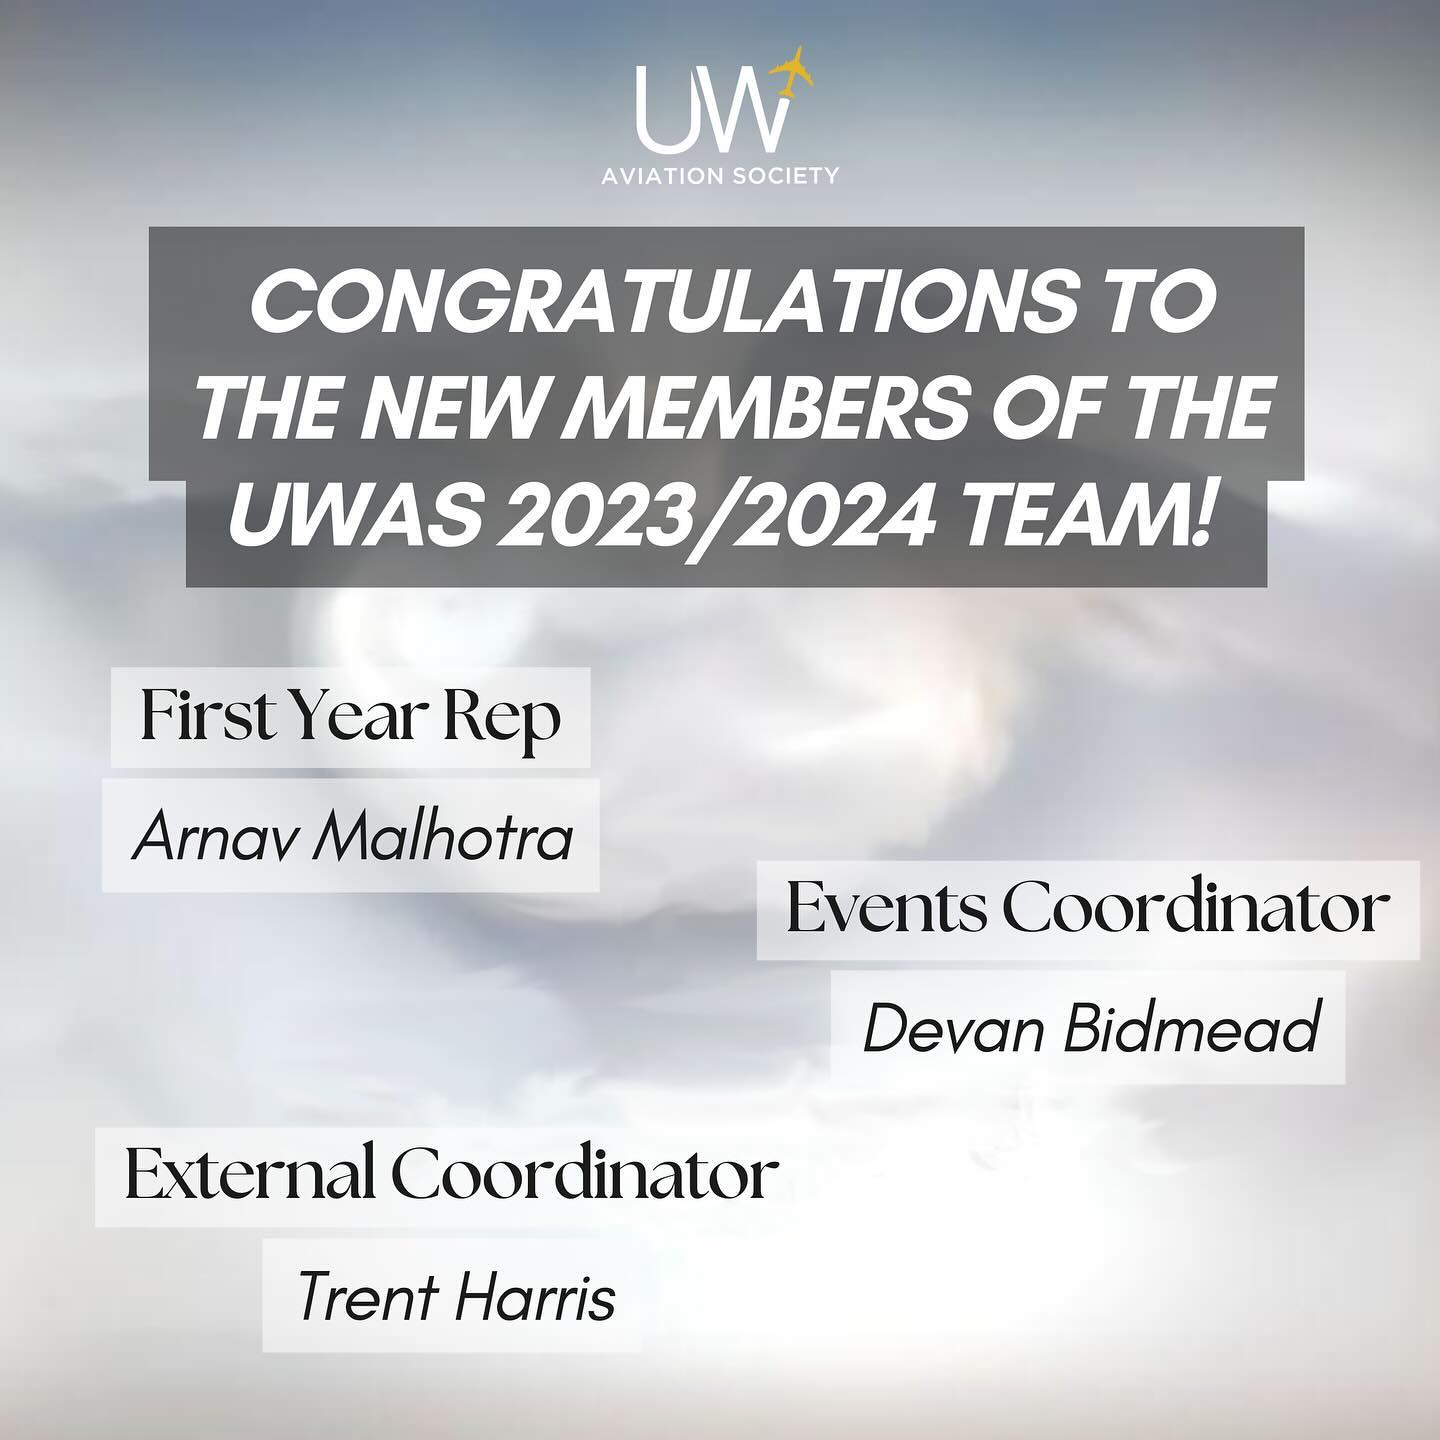 UW
AVIATION SOCIETY
CONGRATULATIONS TO
THE NEW MEMBERS OF THE
UWAS 2023/2024 TEAM!
First Year Rep
Arnav Malhotra
Events Coordinator
Devan Bidmead
External Coordinator
Trent Harris